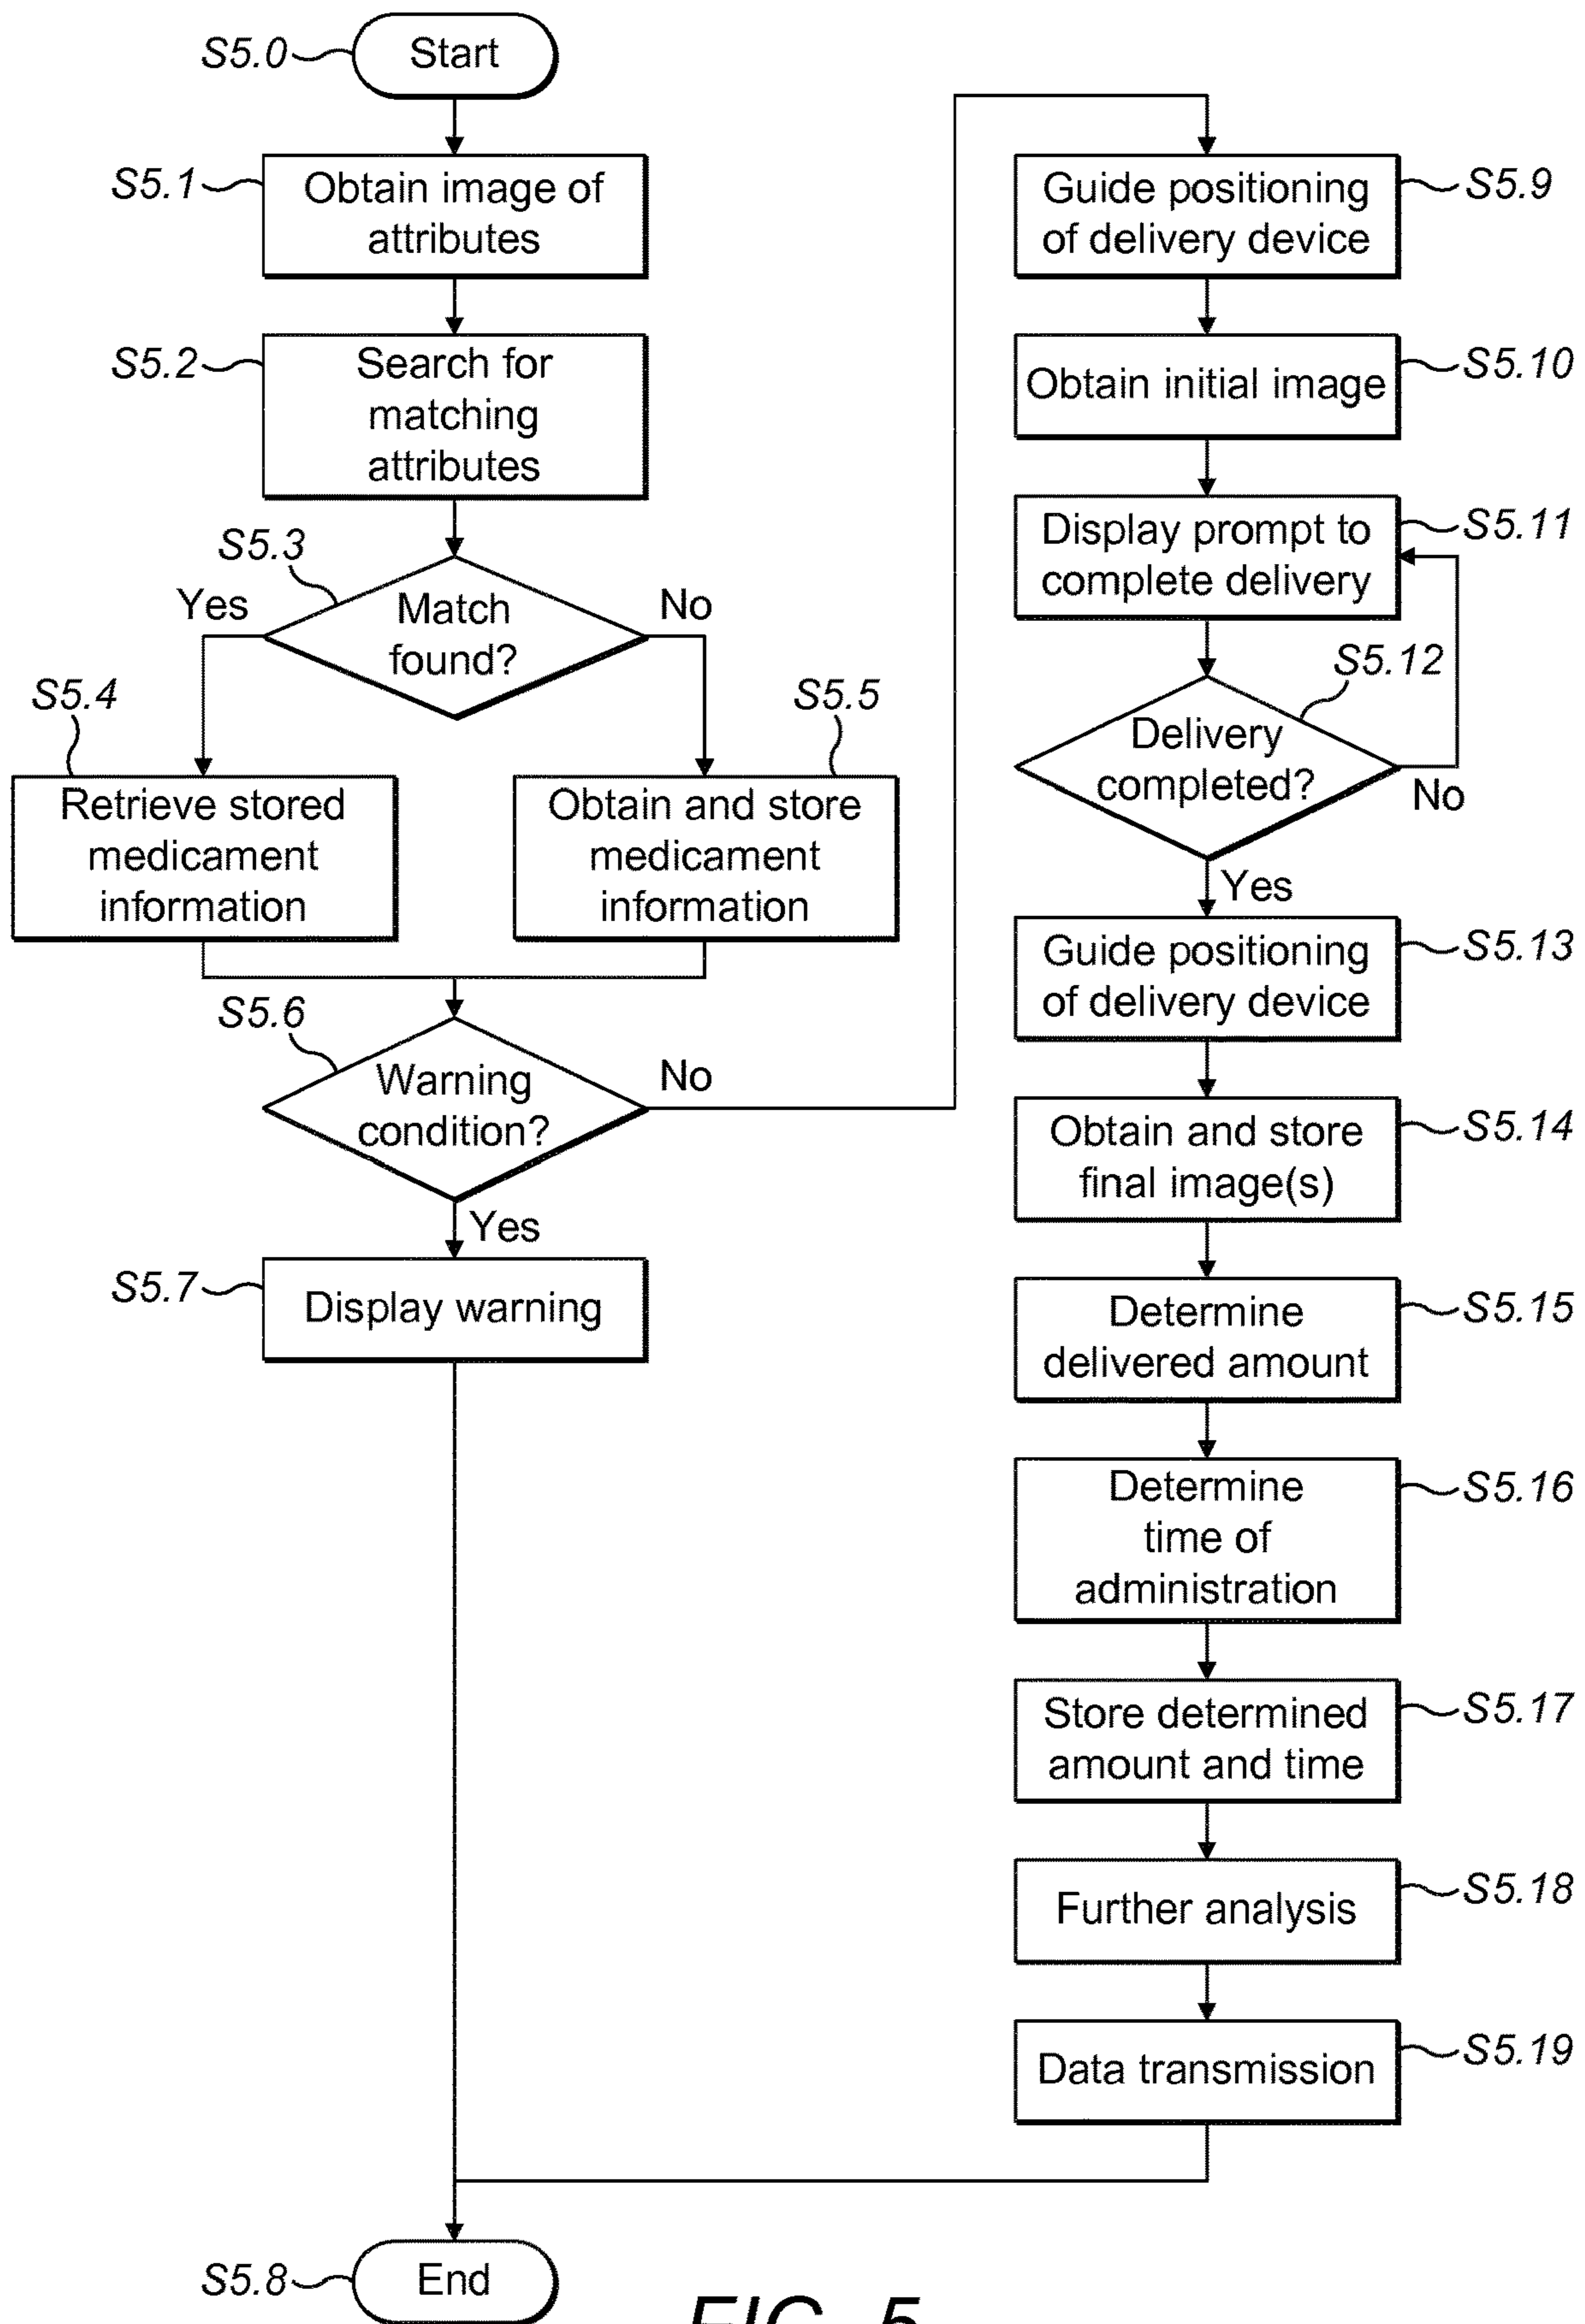 S5.0
Start
S5.1
Obtain image of
attributes
S5.2
Search for
matching
attributes
S5.3
Match
found?
Yes
No
S5.4
Retrieve stored
medicament
information
S5.5
Obtain and store
medicament
information
S5.6
Warning
condition?
No
Yes
S5.7
Display warning
S5.9
Guide positioning
of delivery device
S5.10
Obtain initial image
S5.11
Display prompt to
complete delivery
S5.12
Delivery
completed?
No
Yes
S5.13
Guide positioning
of delivery device
S5.14
Obtain and store
final image(s)
S5.15
Determine
delivered amount
S5.16
Determine
time of
administration
S5.17
Store determined
amount and time
S5.18
Further analysis
S5.19
Data transmission
S5.8
End
FIG. 5